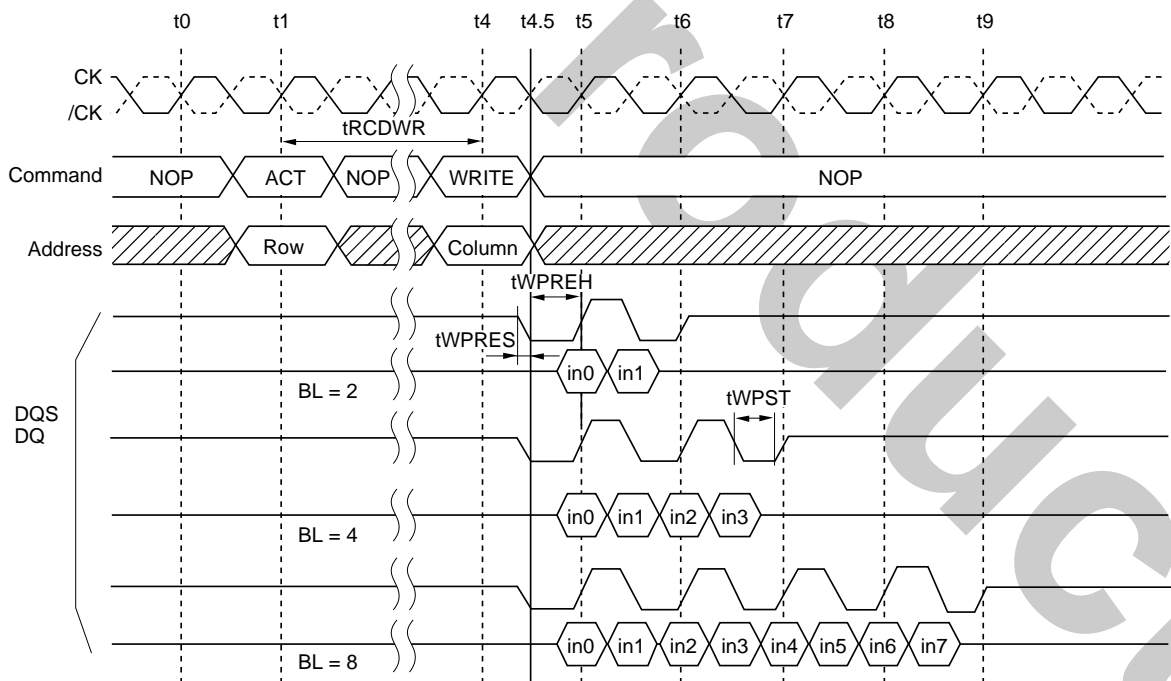 t0 t1 t4 t4.5 t5 t6 t7 t8 t9
CK
/CK
tRCDWR
Command NOP ACT NOP WRITE NOP
Address Row Column
tWPREH
tWPRES
in0 in1
BL = 2
tWPST
DQS
DQ
in0 in1 in2 in3
BL = 4
in0 in1 in2 in3 in4 in5 in6 in7
BL = 8
roduc